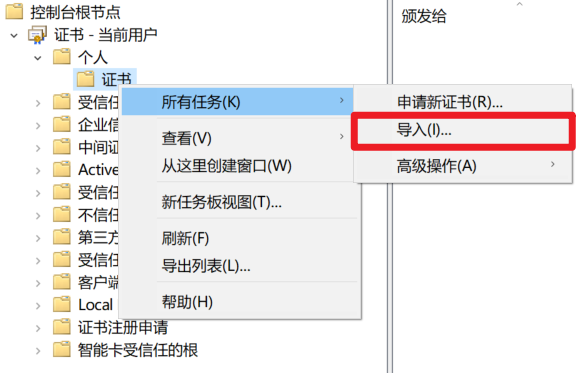 控制台根节点
颁发给
证书 - 当前用户
个人
证书
受信任
所有任务(K)
申请新证书(R)...
企业信
导入(I)...
中间证
查看(V)
Active
从这里创建窗口(W)
高级操作(A)
受信任
不信任
新任务板视图(T)...
第三方
刷新(F)
受信任
导出列表(L)...
客户端
Local
帮助(H)
证书注册申请
智能卡受信任的根